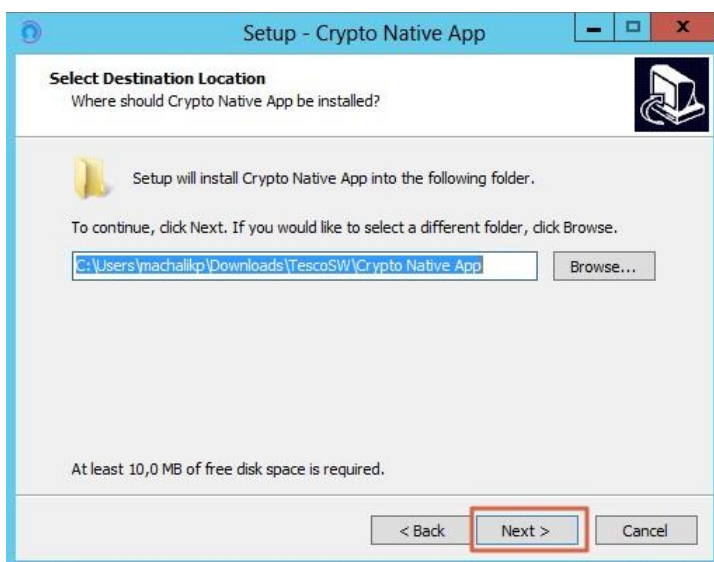 Setup - Crypto Native App
Select Destination Location
Where should Crypto Native App be installed?
Setup will install Crypto Native App into the following folder.
To continue, click Next. If you would like to select a different folder, click Browse.
C:\Users\machalikp\Downloads\TescoSW\Crypto Native App
Browse...
At least 10,0 MB of free disk space is required.
< Back
Next >
Cancel